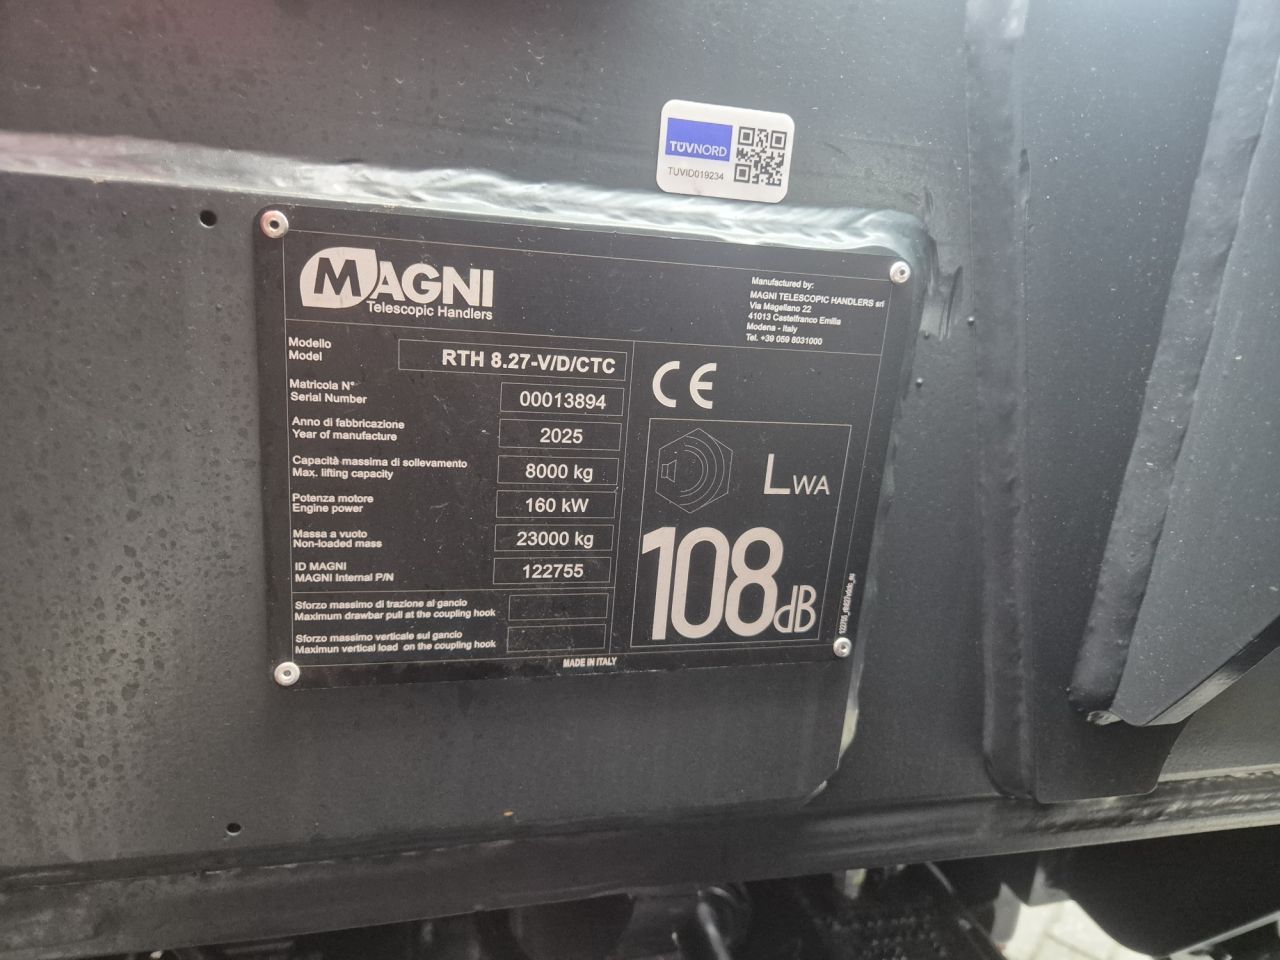 TÜVNORD
TUVID019234
MAGNI
Telescopic Handlers
Manufactured by:
MAGNI TELESCOPIC HANDLERS srl
Via Magellano 22
41013 Castelfranco Emilia
Modena - Italy
Tel. +39 059 8031000
Modello
Model
RTH 8.27-V/D/CTC
Matricola N°
Serial Number
00013894
Anno di fabbricazione
Year of manufacture
2025
Capacità massima di sollevamento
Max. lifting capacity
8000 kg
Potenza motore
Engine power
160 kW
Massa a vuoto
Non-loaded mass
23000 kg
ID MAGNI
MAGNI Internal P/N
122755
Sforzo massimo di trazione al gancio
Maximum drawbar pull at the coupling hook
Sforzo massimo verticale sul gancio
Maximun vertical load on the coupling hook
CE
LWA
108dB
MADE IN ITALY